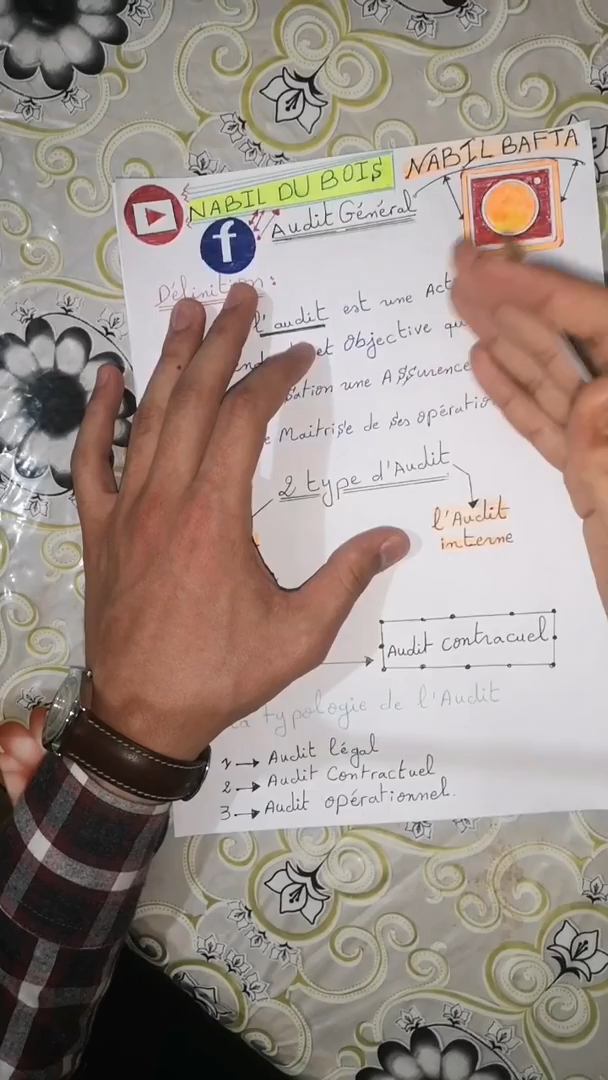 NABIL DU BOIS
NABIL BAFTA
f
Audit Général
Définition:
l'audit est une Act
et Objective qu
sation une ASSurence
Maitrise de ses opératio
2 type d'Audit
l'Audit
interne
Audit contracuel
typologie de l'Audit
1 → Audit légal
2 → Audit Contractuel
3 → Audit opérationnel.